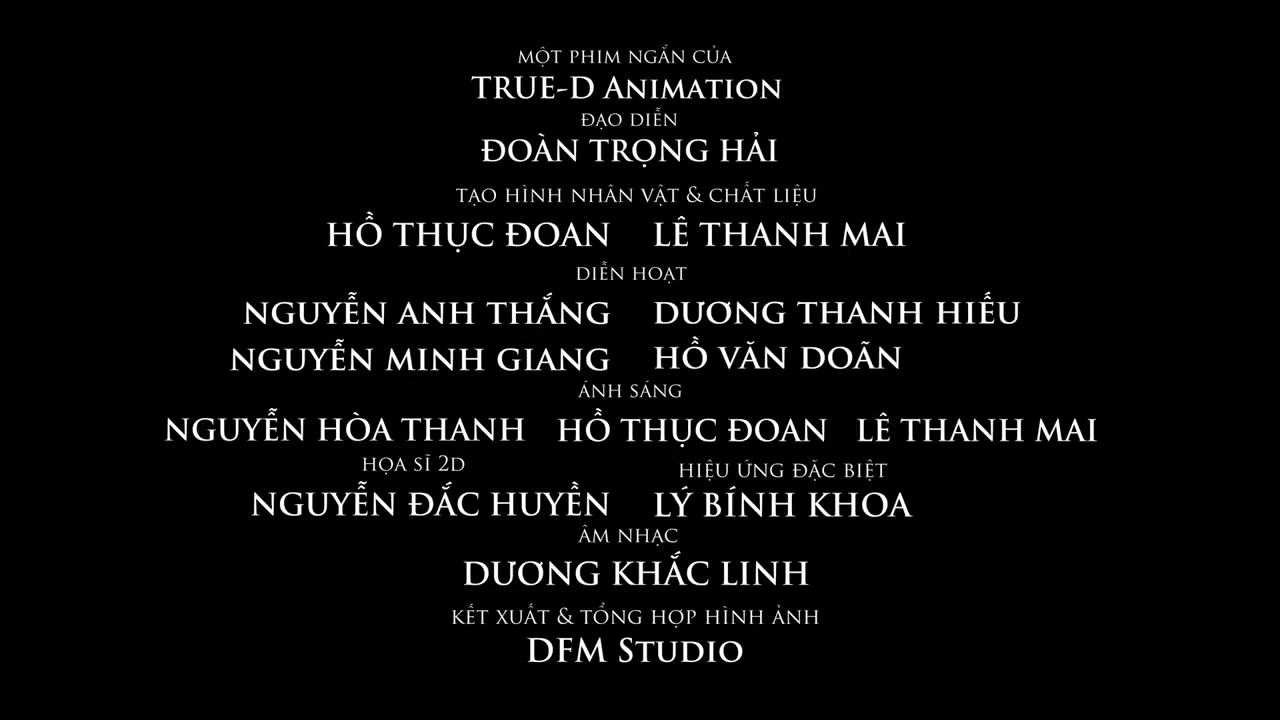 MỘT PHIM NGẮN CỦA
TRUE-D ANIMATION
ĐẠO DIỄN
ĐOÀN TRỌNG HẢI
TẠO HÌNH NHÂN VẬT & CHẤT LIỆU
HỒ THỤC ĐOAN LÊ THANH MAI
DIỄN HOẠT
NGUYỄN ANH THẮNG DƯƠNG THANH HIẾU
NGUYỄN MINH GIANG HỒ VĂN DOÃN
ÁNH SÁNG
NGUYỄN HÒA THANH HỒ THỤC ĐOAN LÊ THANH MAI
HỌA SĨ 2D HIỆU ỨNG ĐẶC BIỆT
NGUYỄN ĐẮC HUYỀN LÝ BÍNH KHOA
ÂM NHẠC
DƯƠNG KHẮC LINH
KẾT XUẤT & TỔNG HỢP HÌNH ẢNH
DFM STUDIO